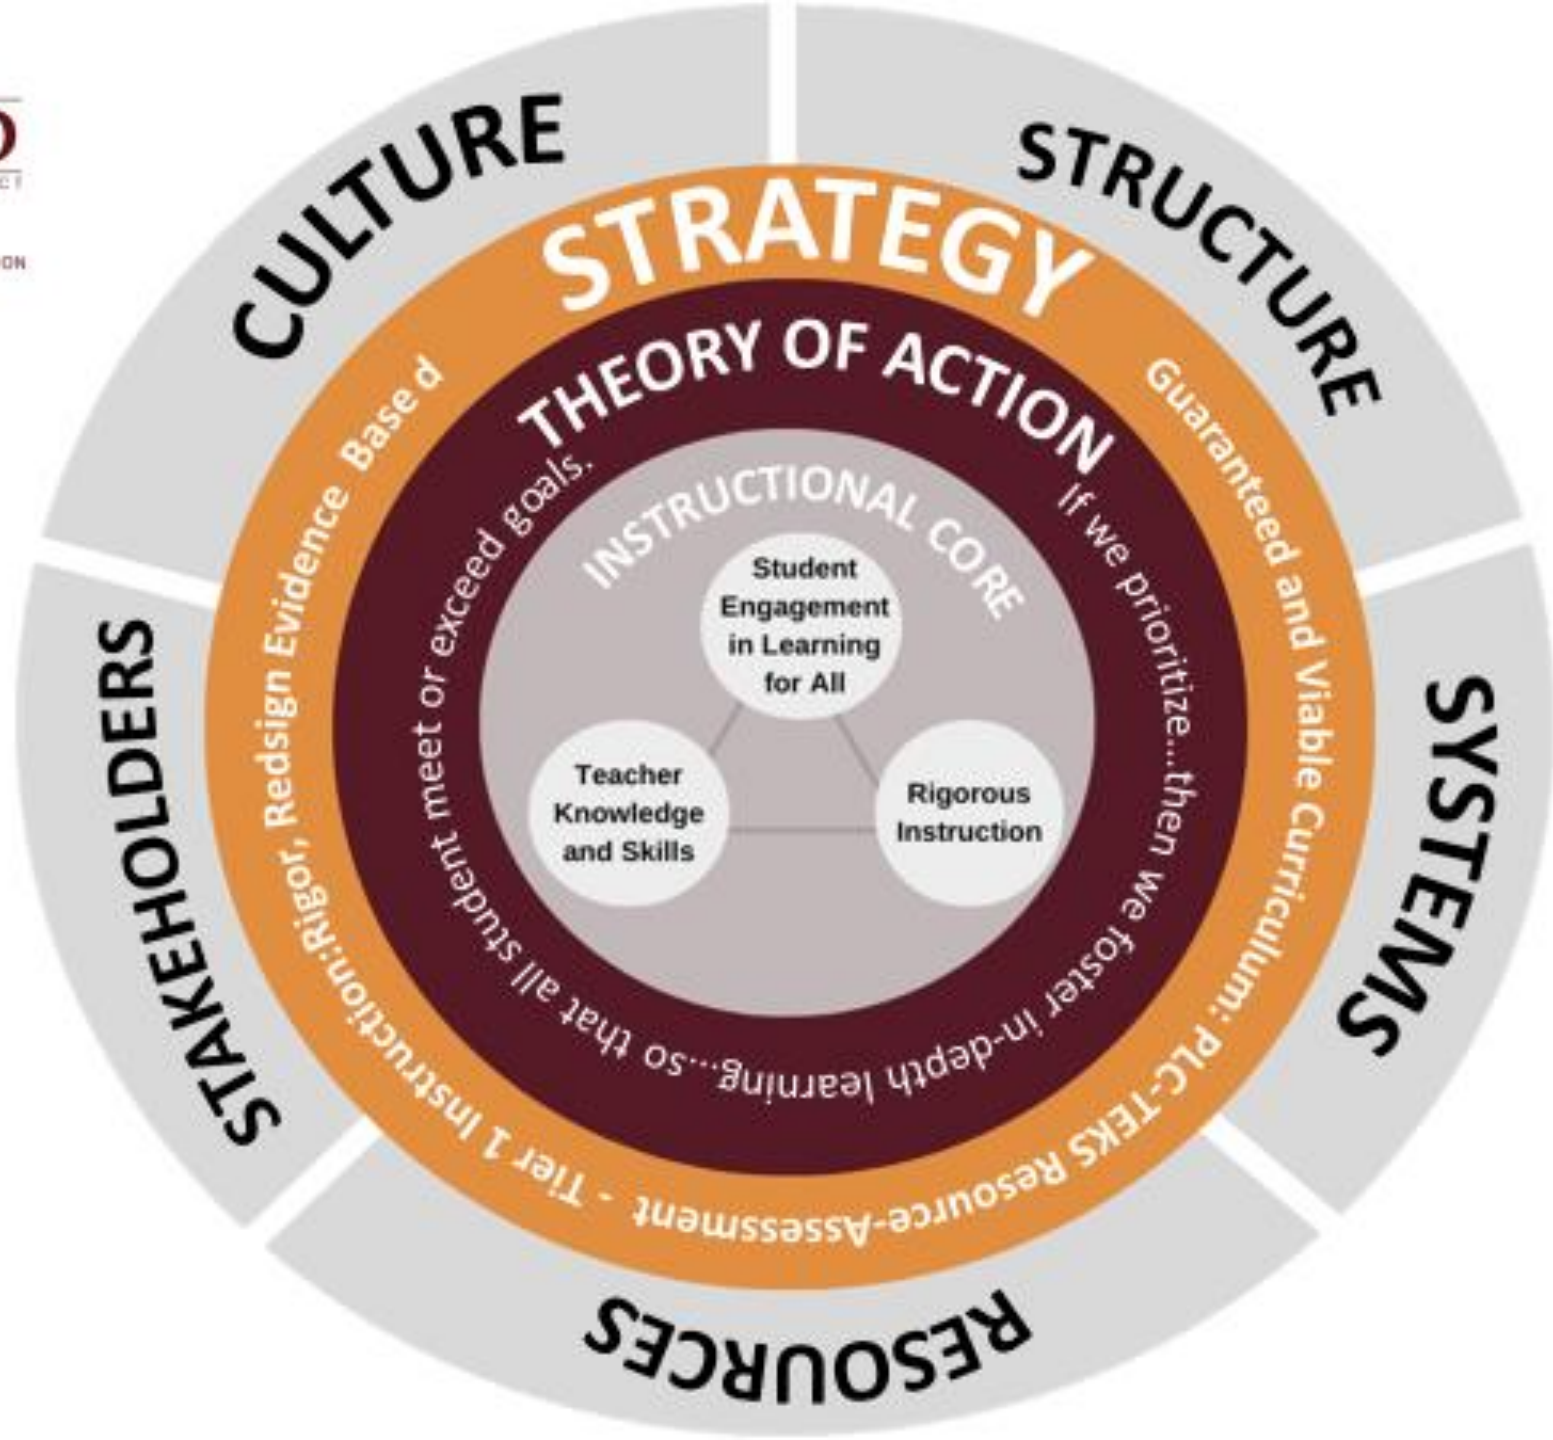 CULTURE
STRUCTURE
SYSTEMS
RESOURCES
STAKEHOLDERS
STRATEGY
Guaranteed and Viable Curriculum: PLC-TEKS Resource-Assessment - Tier 1 Instruction:Rigor, Redsign Evidence Base d
THEORY OF ACTION
If we prioritize...then we foster in-depth learning...so that all student meet or exceed goals.
INSTRUCTIONAL CORE
Student
Engagement
in Learning
for All
Teacher
Knowledge
and Skills
Rigorous
Instruction